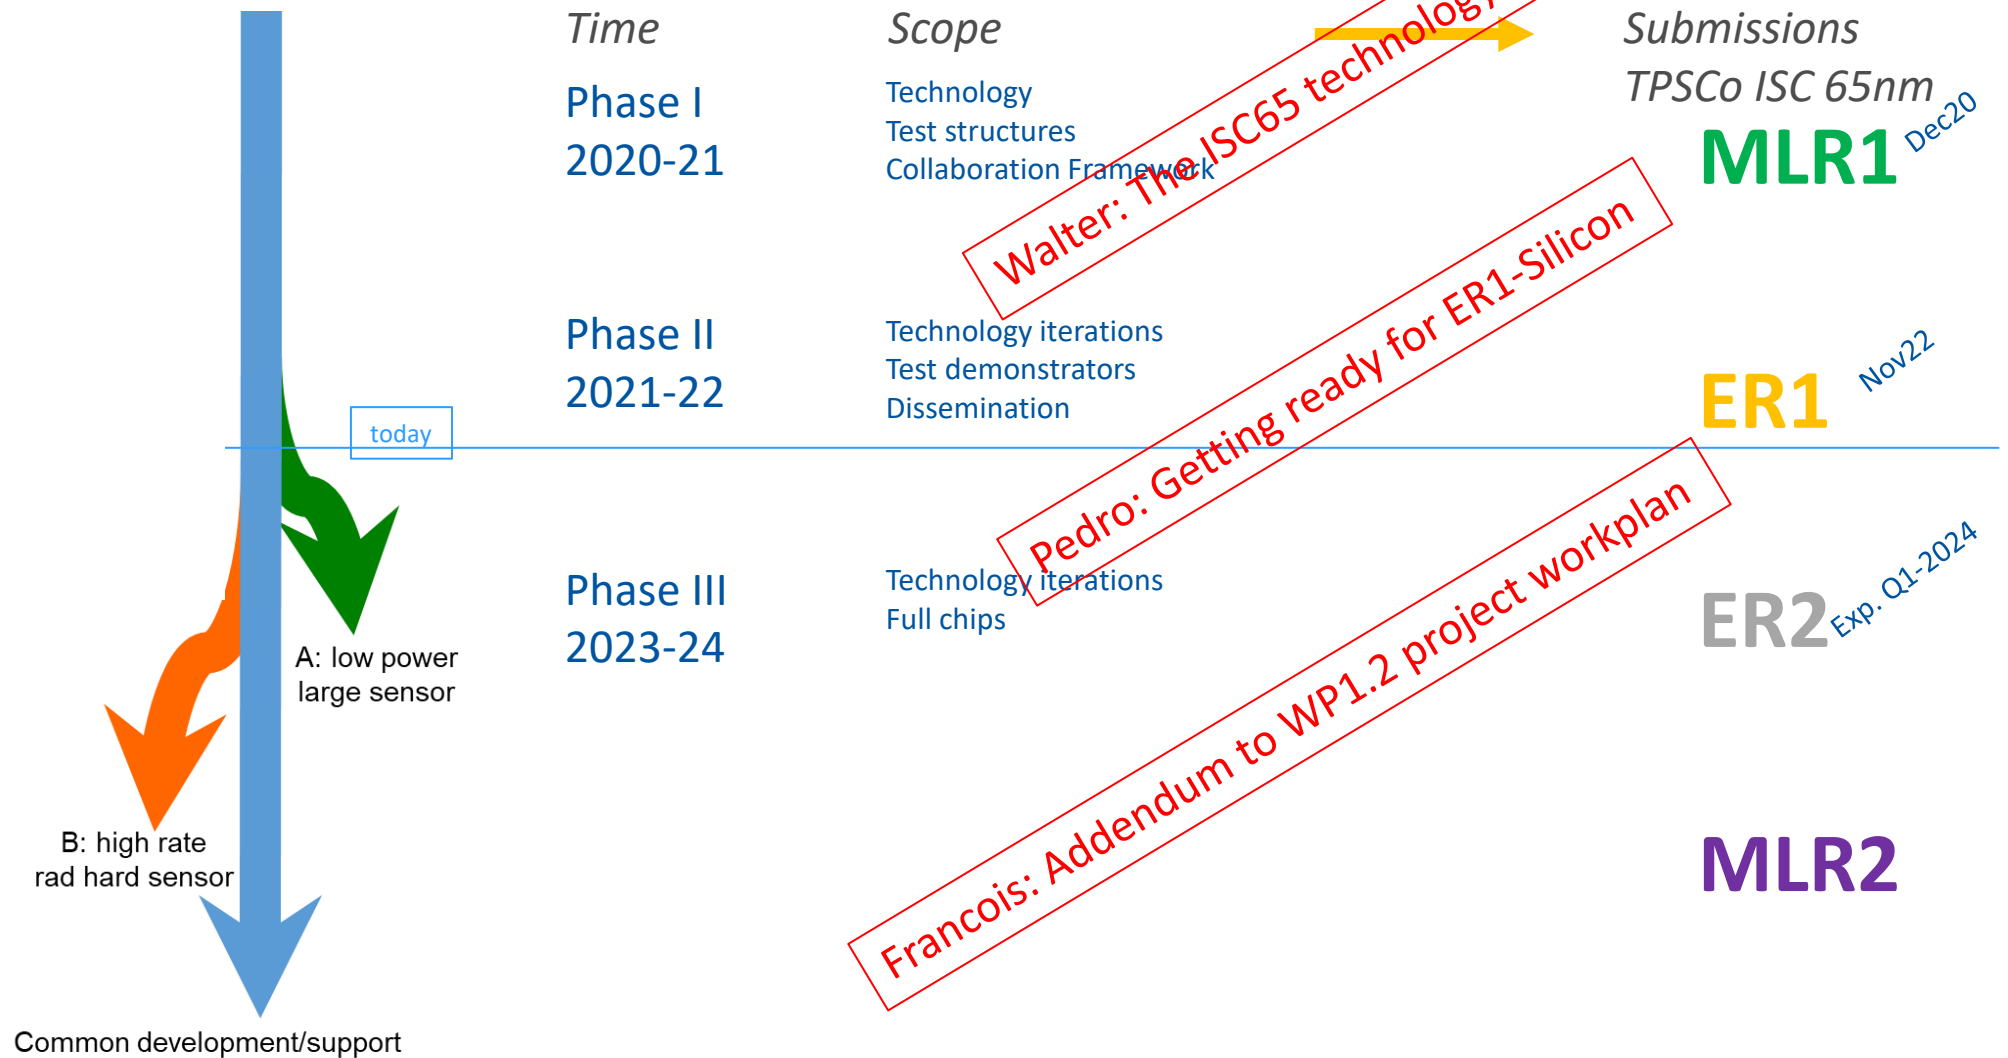 Time
Scope
Submissions
TPSCo ISC 65nm
Phase I
2020-21
Technology
Test structures
Collaboration Framework
Walter: The ISC65 technology
MLR1
Dec20
Phase II
2021-22
Technology iterations
Test demonstrators
Dissemination
Pedro: Getting ready for ER1-Silicon
ER1
Nov22
today
Phase III
2023-24
Technology iterations
Full chips
Francois: Addendum to WP1.2 project workplan
ER2
Exp. Q1-2024
A: low power
large sensor
B: high rate
rad hard sensor
MLR2
Common development/support